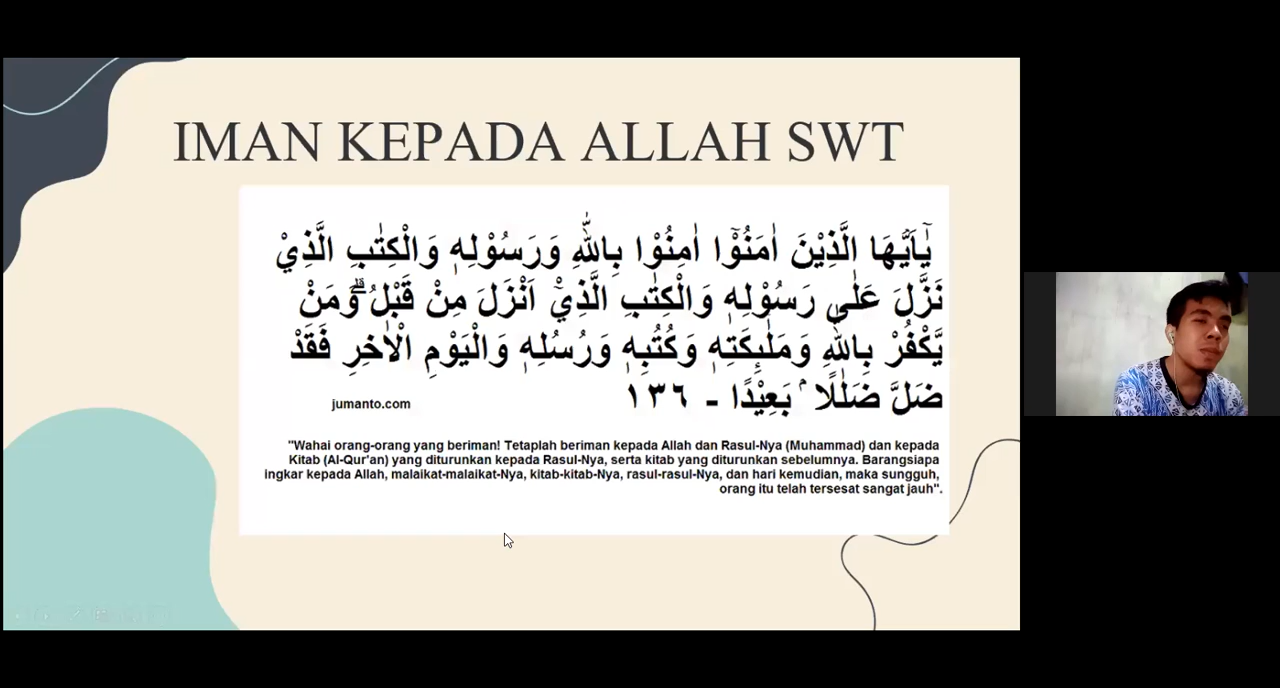 IMAN KEPADA ALLAH SWT
يٰٓاَيُّهَا الَّذِيْنَ اٰمَنُوْٓا اٰمِنُوْا بِاللّٰهِ وَرَسُوْلِهٖ وَالْكِتٰبِ الَّذِيْ
نَزَّلَ عَلٰى رَسُوْلِهٖ وَالْكِتٰبِ الَّذِيْٓ اَنْزَلَ مِنْ قَبْلُ ۗوَمَنْ
يَّكْفُرْ بِاللّٰهِ وَمَلٰۤىِٕكَتِهٖ وَكُتُبِهٖ وَرُسُلِهٖ وَالْيَوْمِ الْاٰخِرِ فَقَدْ
ضَلَّ ضَلٰلًا ۢ بَعِيْدًا - ١٣٦
jumanto.com
"Wahai orang-orang yang beriman! Tetaplah beriman kepada Allah dan Rasul-Nya (Muhammad) dan kepada
Kitab (Al-Qur'an) yang diturunkan kepada Rasul-Nya, serta kitab yang diturunkan sebelumnya. Barangsiapa
ingkar kepada Allah, malaikat-malaikat-Nya, kitab-kitab-Nya, rasul-rasul-Nya, dan hari kemudian, maka sungguh,
orang itu telah tersesat sangat jauh".